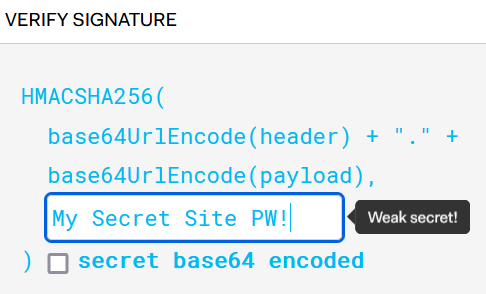 VERIFY SIGNATURE
HMACSHA256(
base64UrlEncode(header) + "." +
base64UrlEncode(payload),
My Secret Site PW!
Weak secret!
) secret base64 encoded